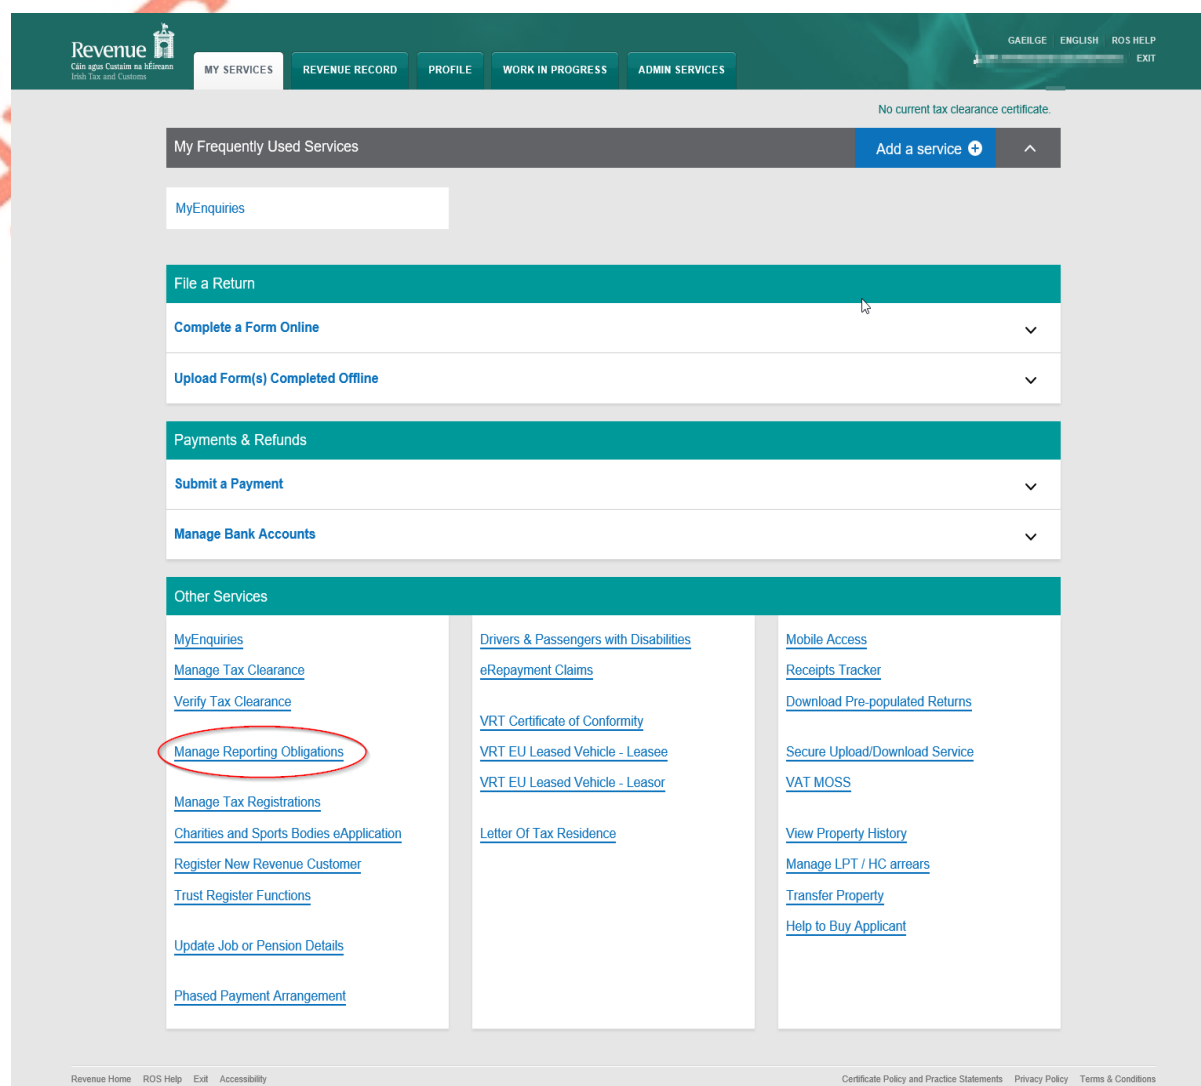 Revenue
Cáin agus Custaim na hÉireann
Irish Tax and Customs
MY SERVICES
REVENUE RECORD
PROFILE
WORK IN PROGRESS
ADMIN SERVICES
GAEILGE ENGLISH ROS HELP
EXIT
No current tax clearance certificate.
My Frequently Used Services
Add a service
MyEnquiries
File a Return
Complete a Form Online
Upload Form(s) Completed Offline
Payments & Refunds
Submit a Payment
Manage Bank Accounts
Other Services
MyEnquiries
Manage Tax Clearance
Verify Tax Clearance
Manage Reporting Obligations
Manage Tax Registrations
Charities and Sports Bodies eApplication
Register New Revenue Customer
Trust Register Functions
Update Job or Pension Details
Phased Payment Arrangement
Drivers & Passengers with Disabilities
eRepayment Claims
VRT Certificate of Conformity
VRT EU Leased Vehicle - Leasee
VRT EU Leased Vehicle - Leasor
Letter Of Tax Residence
Mobile Access
Receipts Tracker
Download Pre-populated Returns
Secure Upload/Download Service
VAT MOSS
View Property History
Manage LPT / HC arrears
Transfer Property
Help to Buy Applicant
Revenue Home ROS Help Exit Accessibility
Certificate Policy and Practice Statements Privacy Policy Terms & Conditions